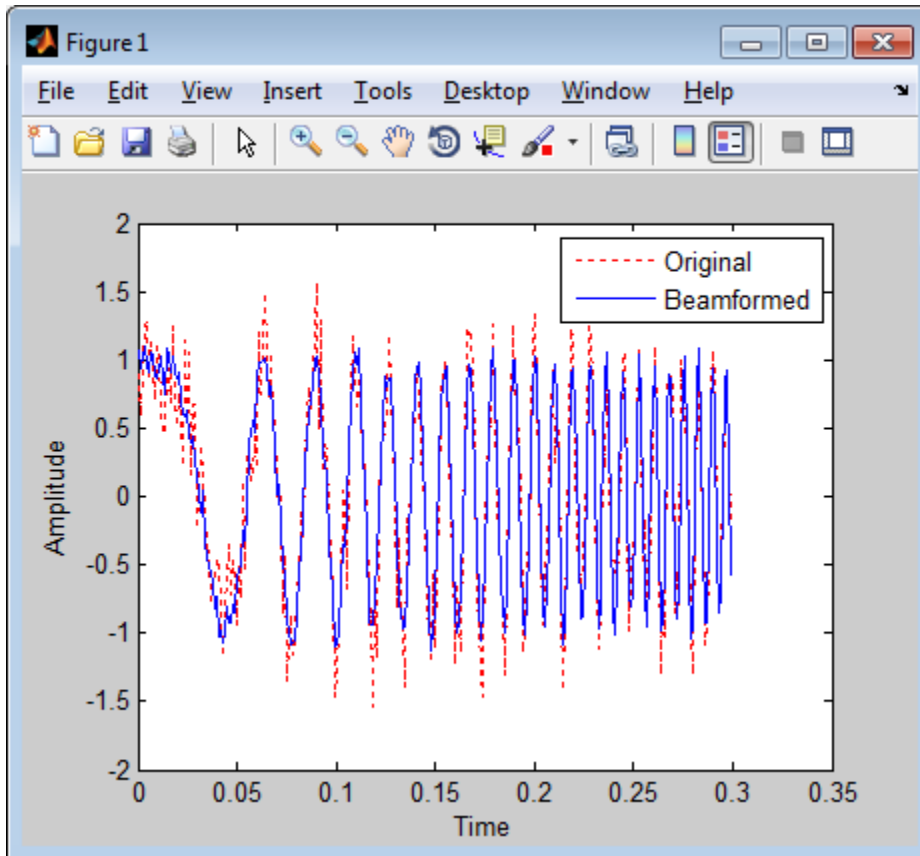 Figure 1
File Edit View Insert Tools Desktop Window Help
Original
Beamformed
2
1.5
1
0.5
0
-0.5
-1
-1.5
-2
Amplitude
0 0.05 0.1 0.15 0.2 0.25 0.3 0.35
Time